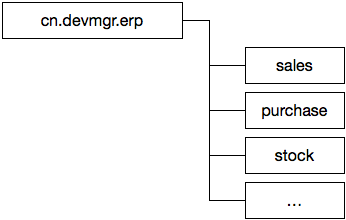 cn.devmgr.erp
sales
purchase
stock
...